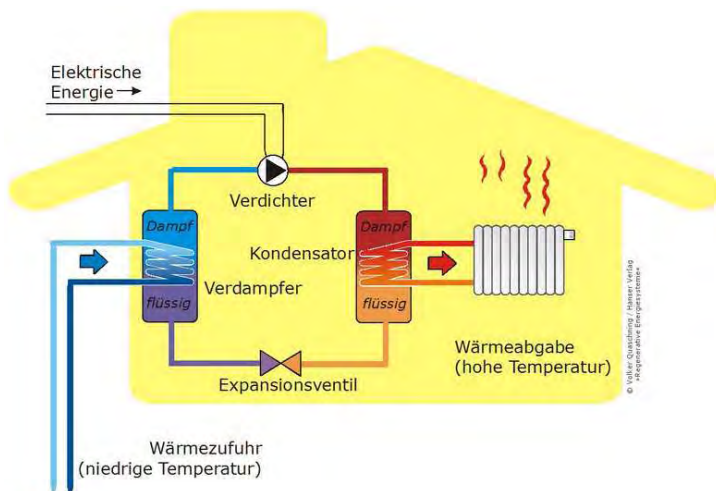 Elektrische
Energie→
Verdichter
Dampf
Dampf
Kondensator
Verdampfer
flüssig
flüssig
Expansionsventil
Wärmeabgabe
(hohe Temperatur)
Wärmezufuhr
(niedrige Temperatur)
© Volker Quaschning / Hanser Verlag
»Regenerative Energiesysteme«